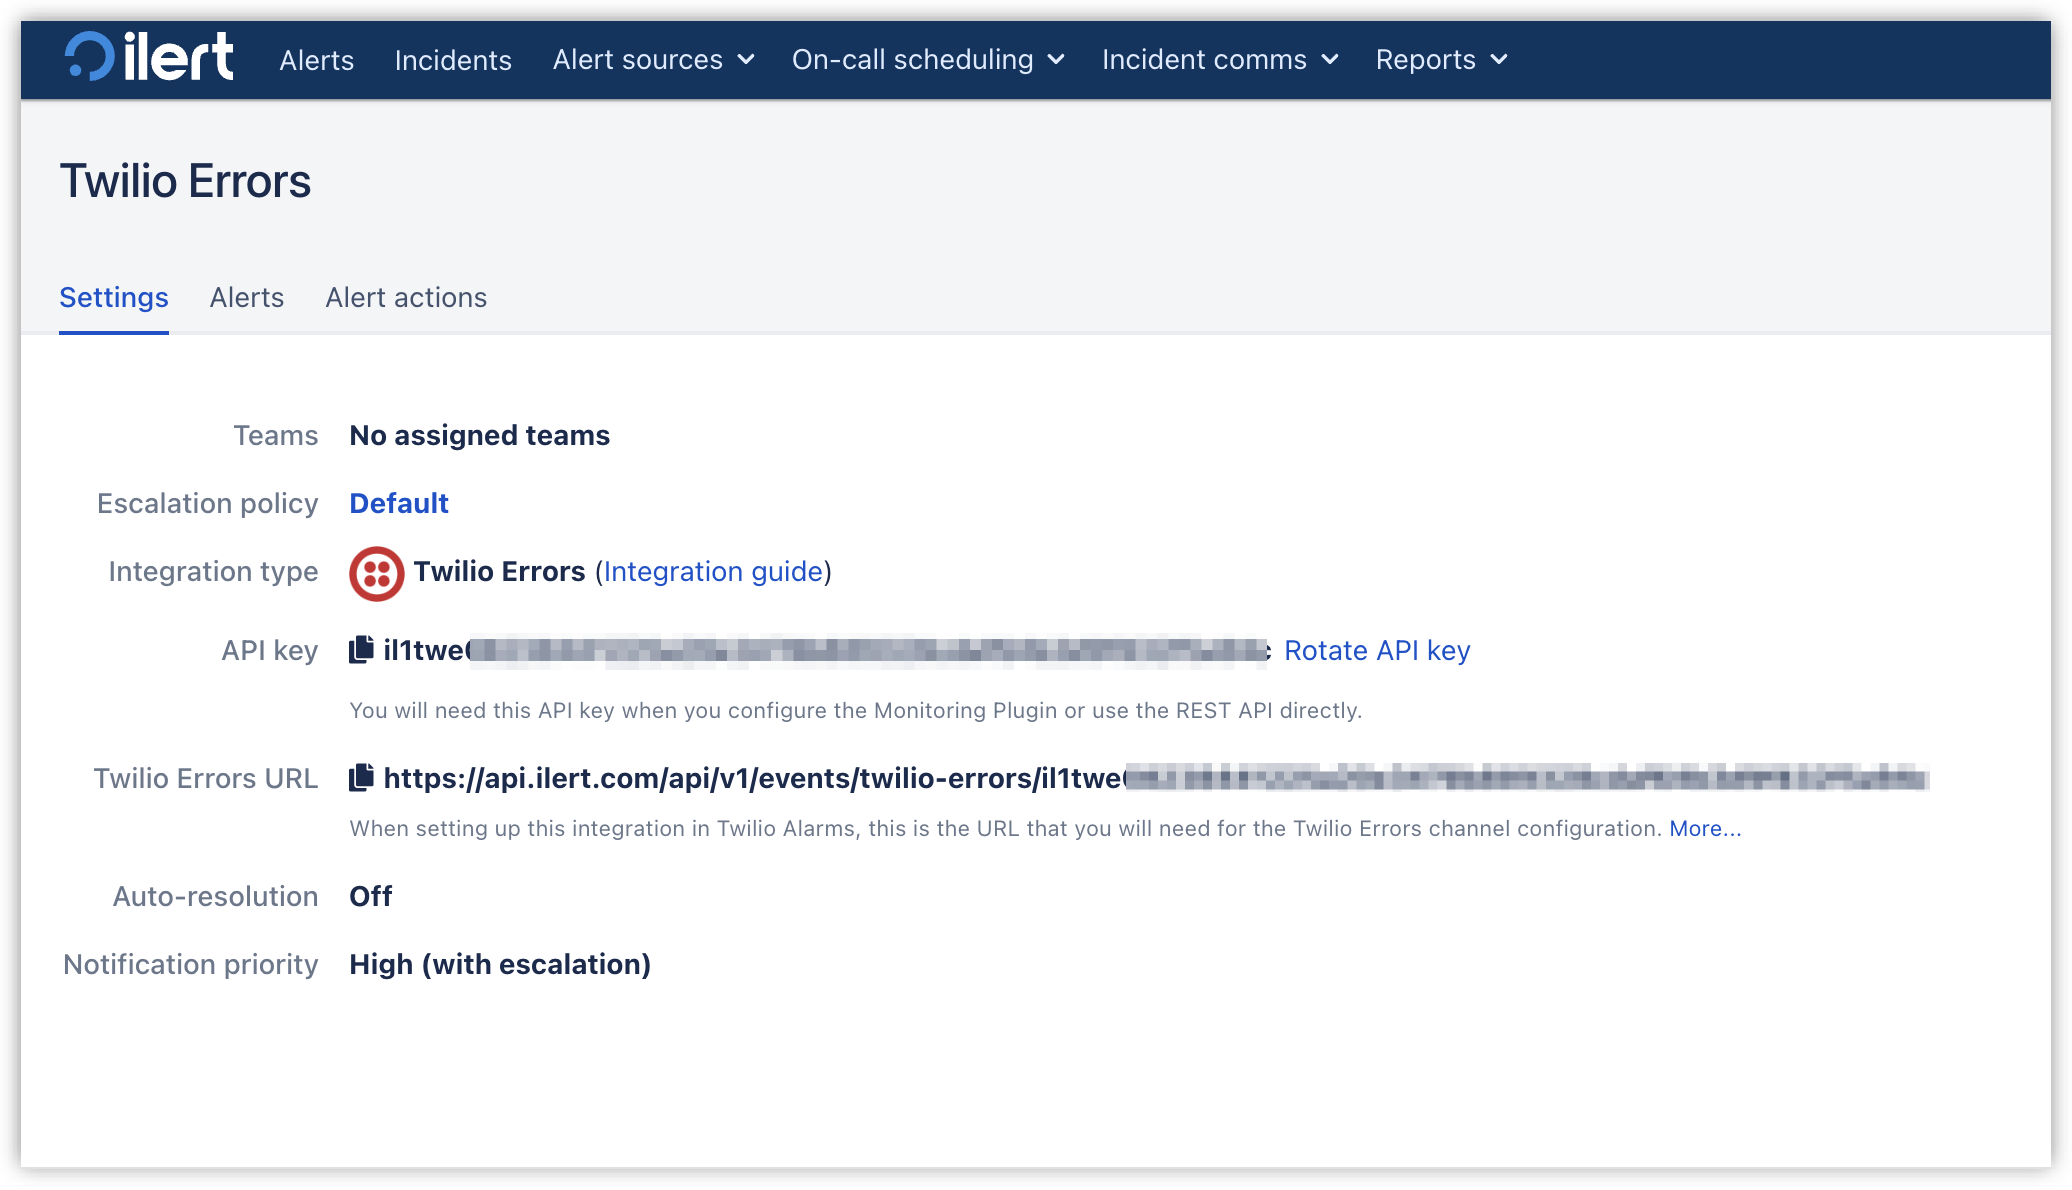 ilert Alerts Incidents Alert sources On-call scheduling Incident comms Reports
Twilio Errors
Settings Alerts Alert actions
Teams No assigned teams
Escalation policy Default
Integration type Twilio Errors (Integration guide)
API key il1twe Rotate API key
You will need this API key when you configure the Monitoring Plugin or use the REST API directly.
Twilio Errors URL https://api.ilert.com/api/v1/events/twilio-errors/il1twe
When setting up this integration in Twilio Alarms, this is the URL that you will need for the Twilio Errors channel configuration. More...
Auto-resolution Off
Notification priority High (with escalation)